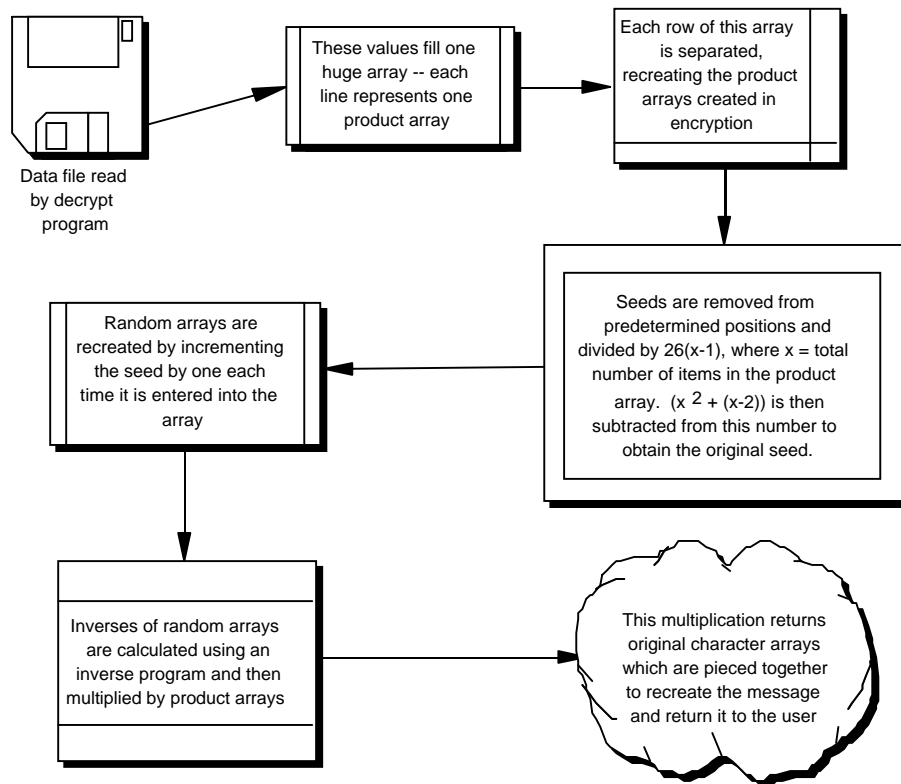 Data file read
by decrypt
program
These values fill one
huge array -- each
line represents one
product array
Each row of this array
is separated,
recreating the product
arrays created in
encryption
Seeds are removed from
predetermined positions and
divided by 26(x-1), where x = total
number of items in the product
array.  (x 2 + (x-2)) is then
subtracted from this number to
obtain the original seed.
Random arrays are
recreated by incrementing
the seed by one each
time it is entered into the
array
Inverses of random arrays
are calculated using an
inverse program and then
multiplied by product arrays
This multiplication returns
original character arrays
which are pieced together
to recreate the message
and return it to the user